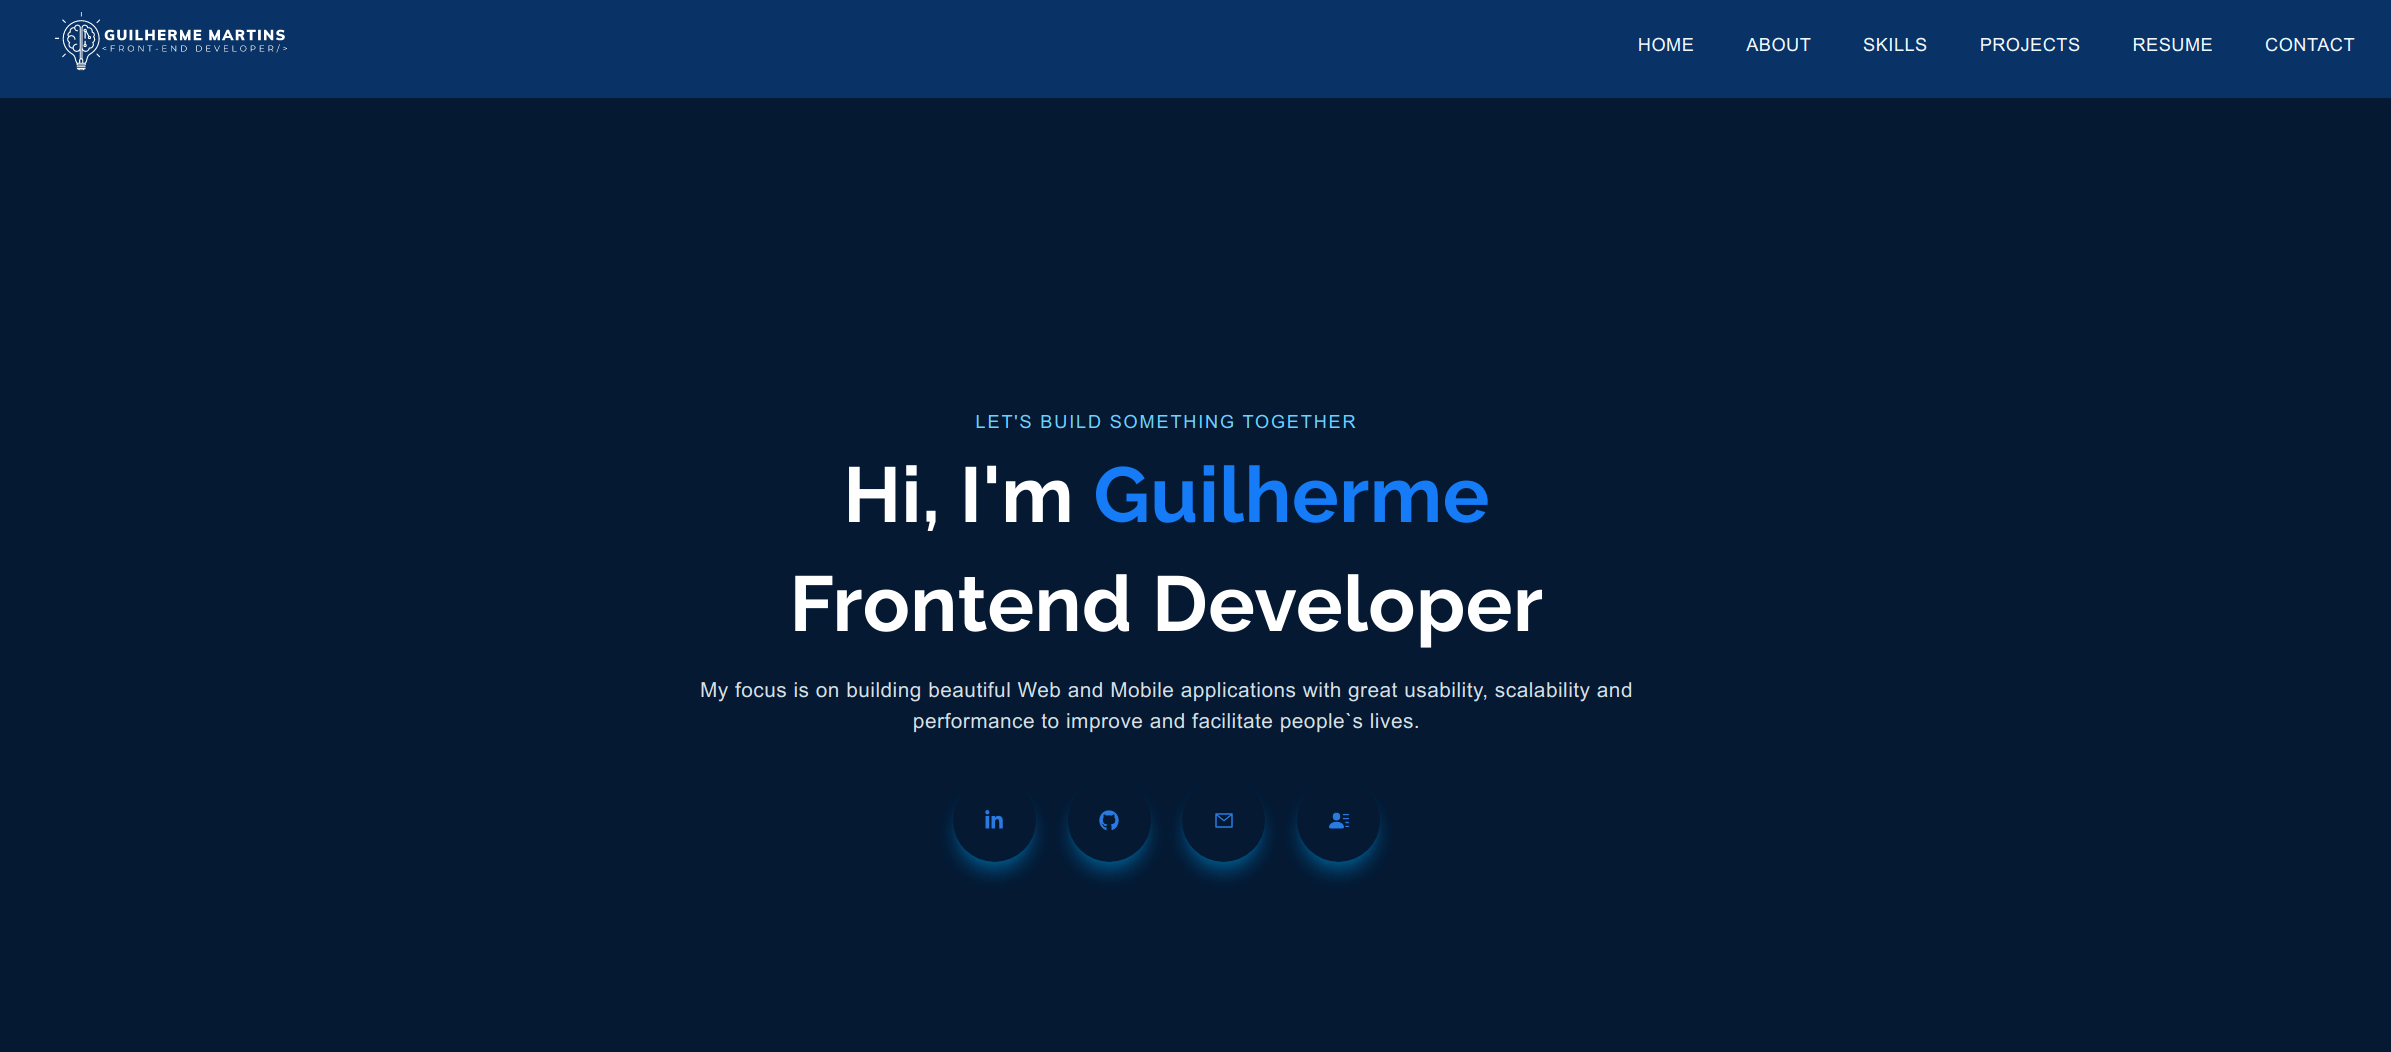 GUILHERME MARTINS
<FRONT-END DEVELOPER/>
HOME ABOUT SKILLS PROJECTS RESUME CONTACT
LET'S BUILD SOMETHING TOGETHER
Hi, I'm Guilherme
Frontend Developer
My focus is on building beautiful Web and Mobile applications with great usability, scalability and
performance to improve and facilitate people`s lives.
in